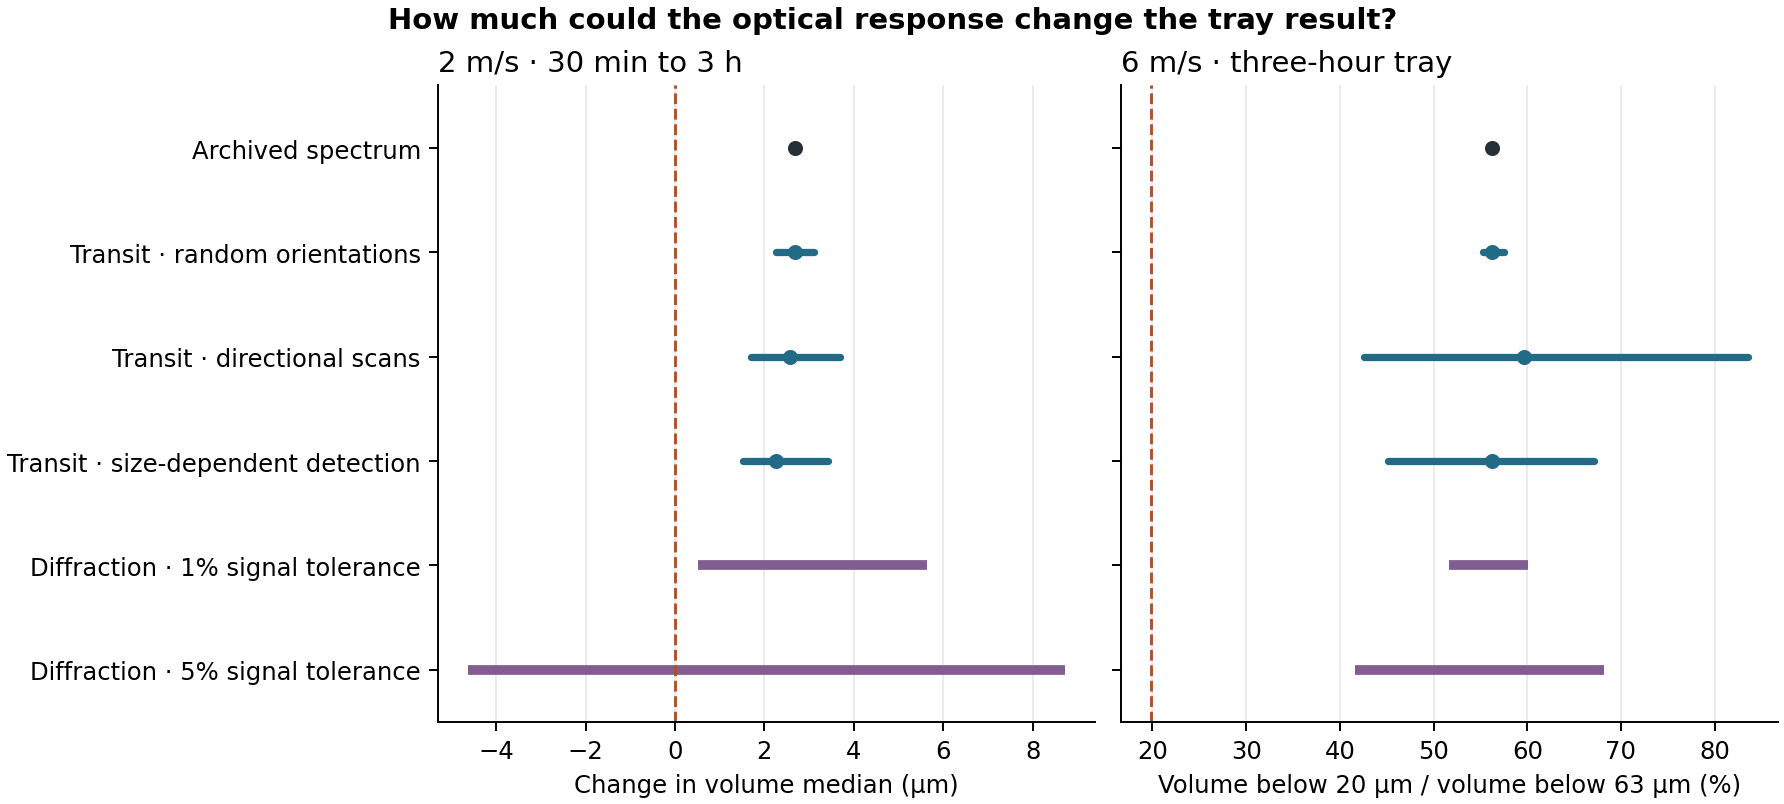 How much could the optical response change the tray result?
2 m/s · 30 min to 3 h
6 m/s · three-hour tray
Archived spectrum
Transit · random orientations
Transit · directional scans
Transit · size-dependent detection
Diffraction · 1% signal tolerance
Diffraction · 5% signal tolerance
−4 −2 0 2 4 6 8
20 30 40 50 60 70 80
Change in volume median (μm)
Volume below 20 μm / volume below 63 μm (%)